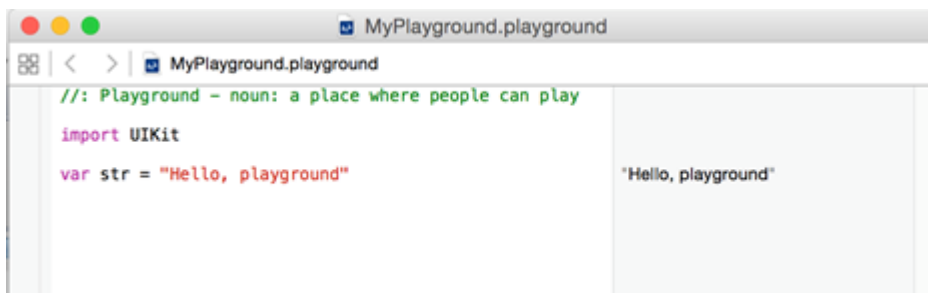 MyPlayground.playground
MyPlayground.playground
//: Playground – noun: a place where people can play
import UIKit
var str = "Hello, playground"
"Hello, playground"